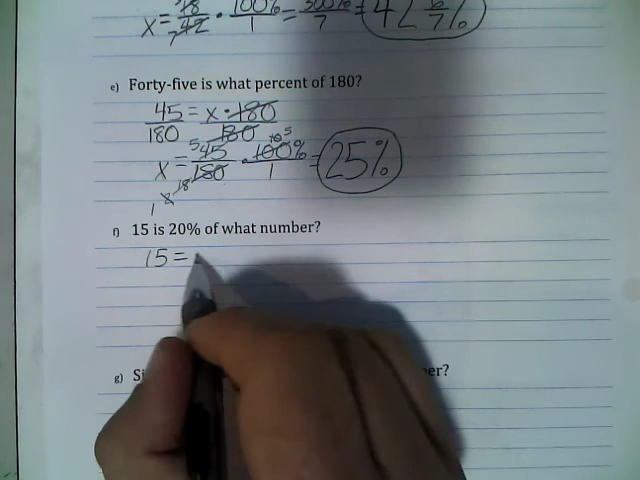 x = 18/42 · 100%/1 = 300%/7 = 42 6/7%
e) Forty-five is what percent of 180?
45/180 = x · 180/180
x = 45/180 · 100%/1 = 25%
f) 15 is 20% of what number?
15 =
g)